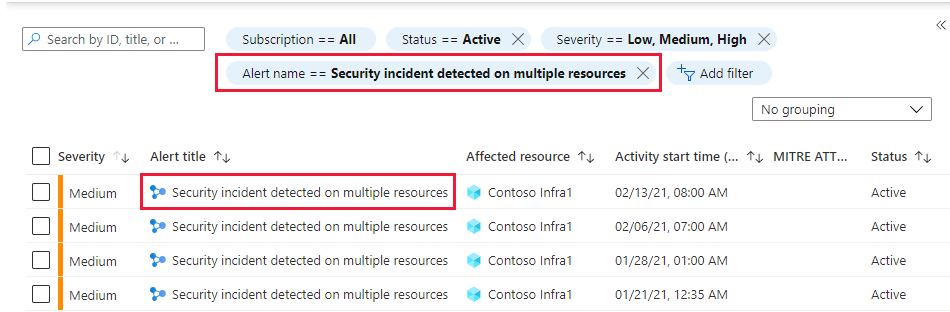 Search by ID, title, or ... Subscription == All Status == Active Severity == Low, Medium, High
Alert name == Security incident detected on multiple resources Add filter
No grouping
Severity Alert title Affected resource Activity start time (... MITRE ATT... Status
Medium Security incident detected on multiple resources Contoso Infra1 02/13/21, 08:00 AM Active
Medium Security incident detected on multiple resources Contoso Infra1 02/06/21, 07:00 AM Active
Medium Security incident detected on multiple resources Contoso Infra1 01/28/21, 01:00 AM Active
Medium Security incident detected on multiple resources Contoso Infra1 01/21/21, 12:35 AM Active